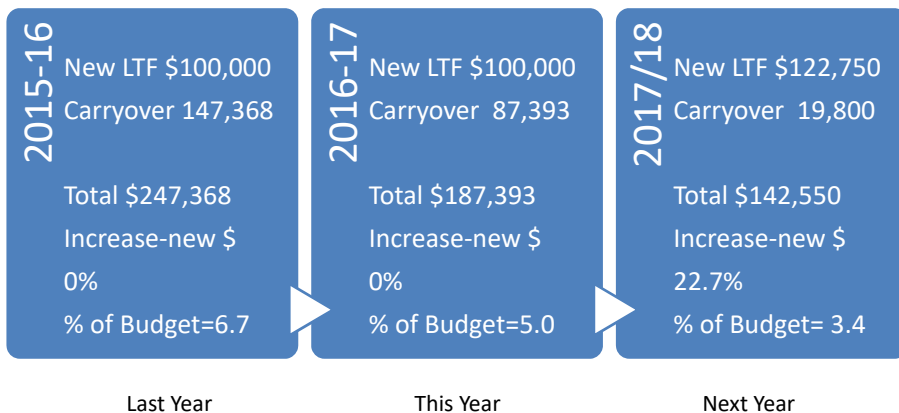 2015-16
New LTF $100,000
Carryover 147,368
Total $247,368
Increase-new $
0%
% of Budget=6.7
2016-17
New LTF $100,000
Carryover 87,393
Total $187,393
Increase-new $
0%
% of Budget=5.0
2017/18
New LTF $122,750
Carryover 19,800
Total $142,550
Increase-new $
22.7%
% of Budget= 3.4
Last Year
This Year
Next Year